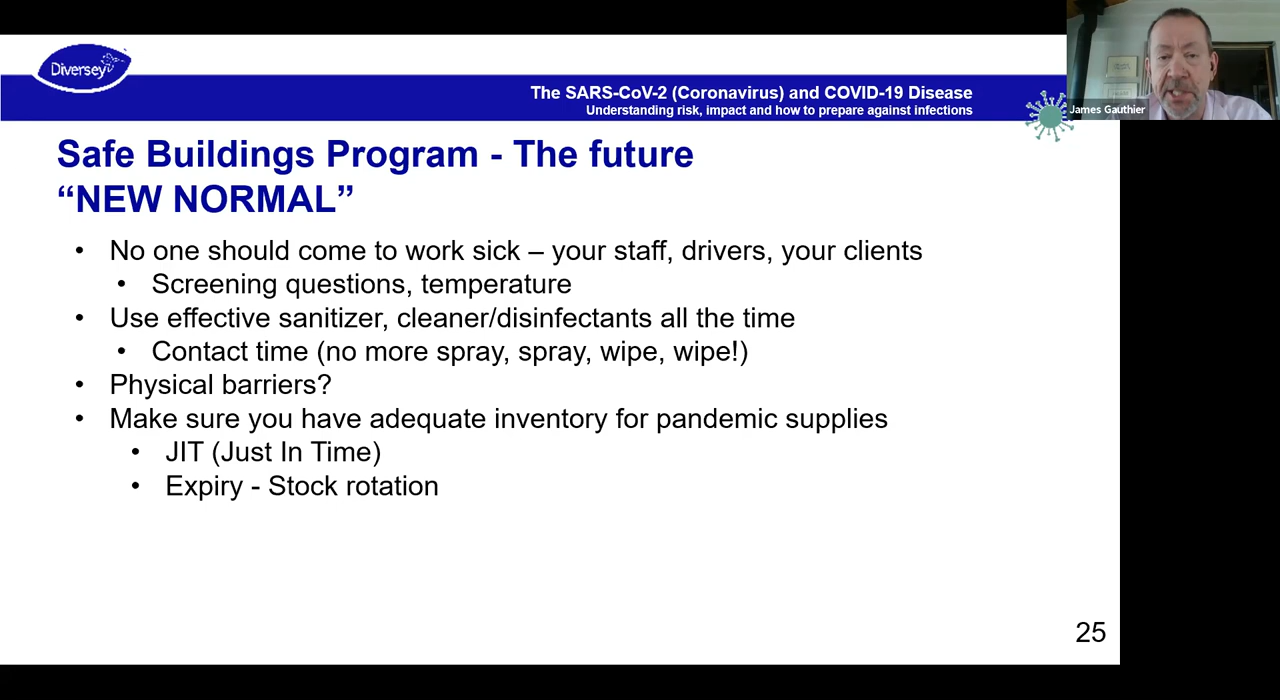 Diversey
The SARS-CoV-2 (Coronavirus) and COVID-19 Disease
Understanding risk, impact and how to prepare against infections
James Gauthier
Safe Buildings Program - The future
“NEW NORMAL”
• No one should come to work sick – your staff, drivers, your clients
• Screening questions, temperature
• Use effective sanitizer, cleaner/disinfectants all the time
• Contact time (no more spray, spray, wipe, wipe!)
• Physical barriers?
• Make sure you have adequate inventory for pandemic supplies
• JIT (Just In Time)
• Expiry - Stock rotation
25